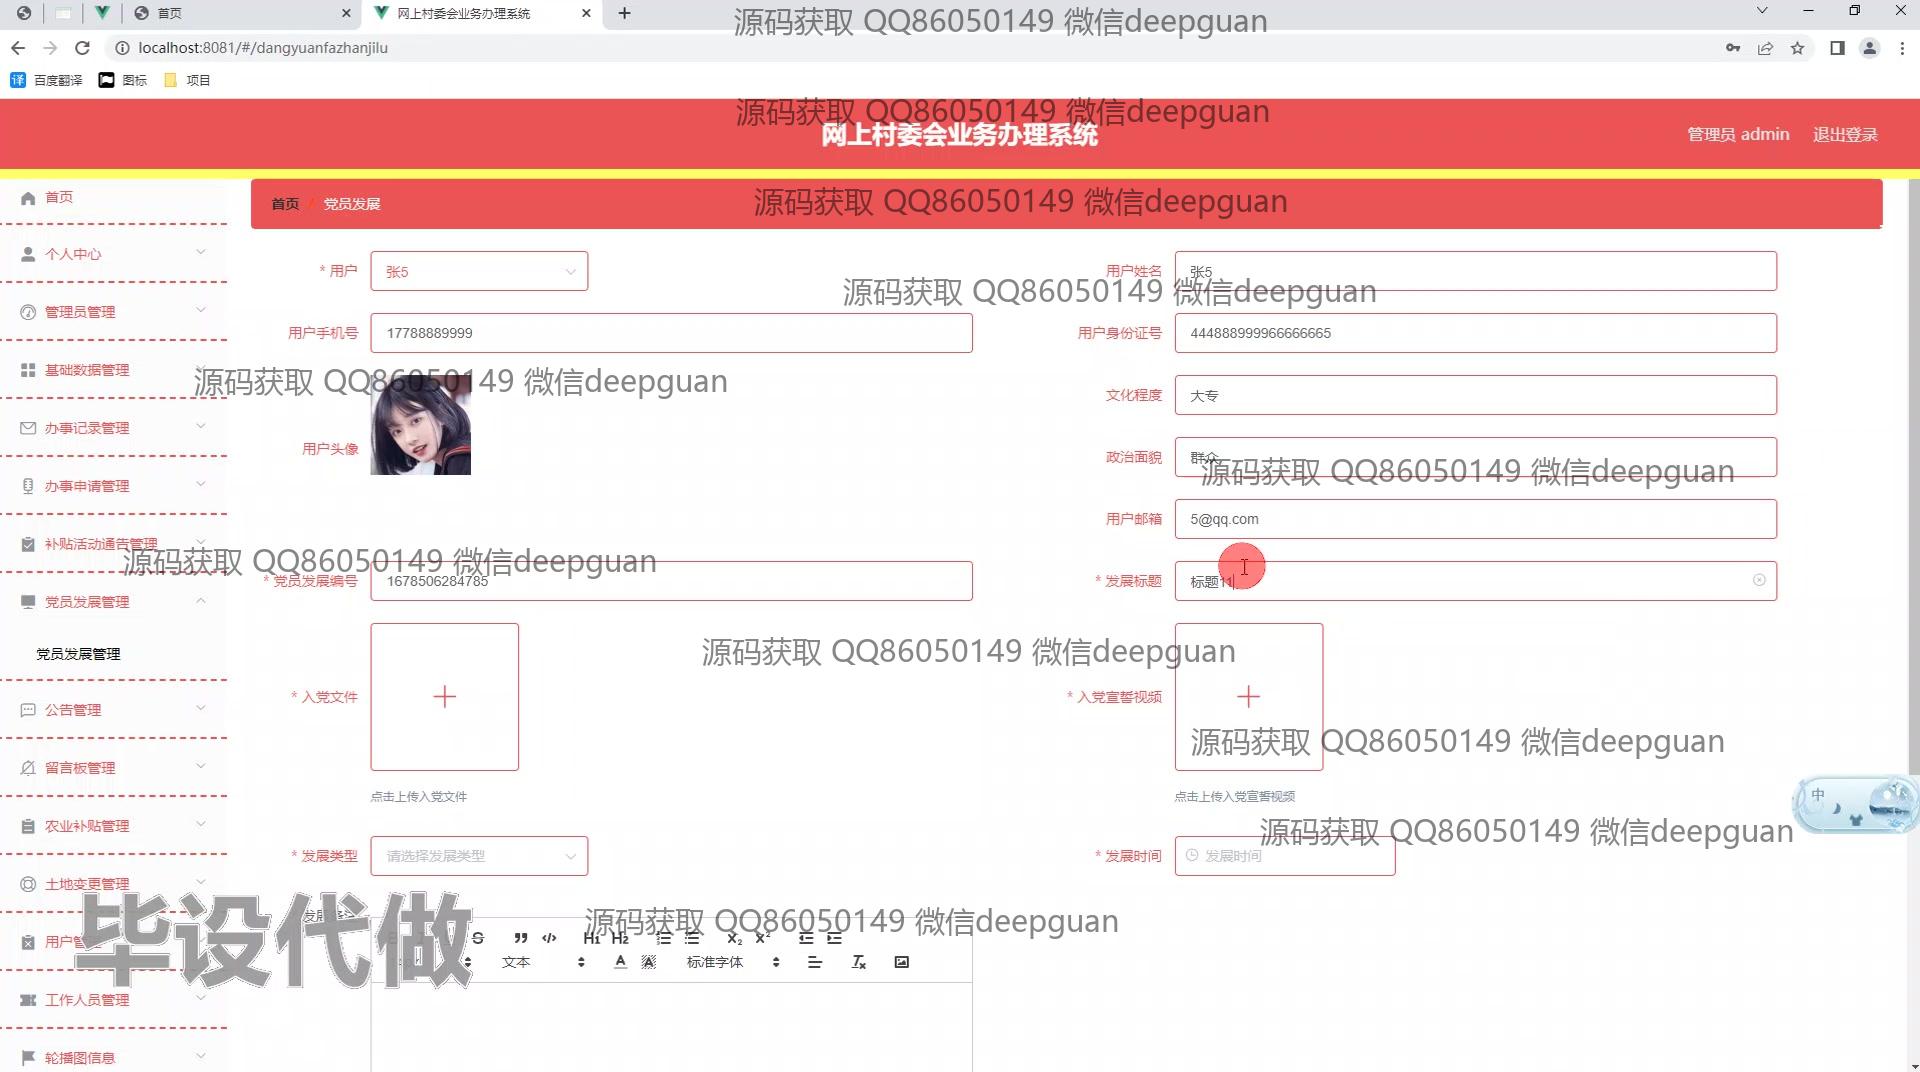 首页
网上村委会业务办理系统
源码获取 QQ86050149 微信deepguan
localhost:8081/#/dangyuanfazhanjilu
百度翻译
图标
项目
源码获取 QQ86050149 微信deepguan
网上村委会业务办理系统
管理员 admin
退出登录
首页
首页 / 党员发展
源码获取 QQ86050149 微信deepguan
个人中心
* 用户 张5
用户姓名 张5
源码获取 QQ86050149 微信deepguan
管理员管理
用户手机号 17788889999
用户身份证号 444888999966666665
基础数据管理
源码获取 QQ86050149 微信deepguan
文化程度 大专
办事记录管理
用户头像
政治面貌 群众
源码获取 QQ86050149 微信deepguan
办事申请管理
用户邮箱 5@qq.com
补贴活动通告管理
源码获取 QQ86050149 微信deepguan
* 党员发展编号 1678506284785
* 发展标题 标题11
党员发展管理
党员发展管理
源码获取 QQ86050149 微信deepguan
* 入党文件
* 入党宣誓视频
公告管理
源码获取 QQ86050149 微信deepguan
留言板管理
点击上传入党文件
点击上传入党宣誓视频
中
农业补贴管理
源码获取 QQ86050149 微信deepguan
* 发展类型 请选择发展类型
* 发展时间 发展时间
土地变更管理
毕设代做
源码获取 QQ86050149 微信deepguan
H1 H2 X2 X2
文本 A A 标准字体
工作人员管理
轮播图信息